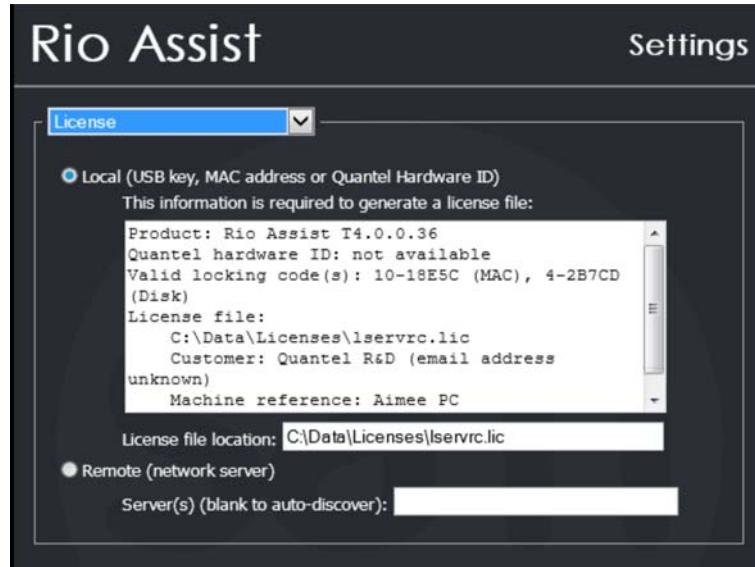 Rio Assist
Settings
License
Local (USB key, MAC address or Quantel Hardware ID)
This information is required to generate a license file:
Product: Rio Assist T4.0.0.36
Quantel hardware ID: not available
Valid locking code(s): 10-18E5C (MAC), 4-2B7CD
(Disk)
License file:
C:\Data\Licenses\lservrc.lic
Customer: Quantel R&D (email address
unknown)
Machine reference: Aimee PC
License file location: C:\Data\Licenses\lservrc.lic
Remote (network server)
Server(s) (blank to auto-discover):